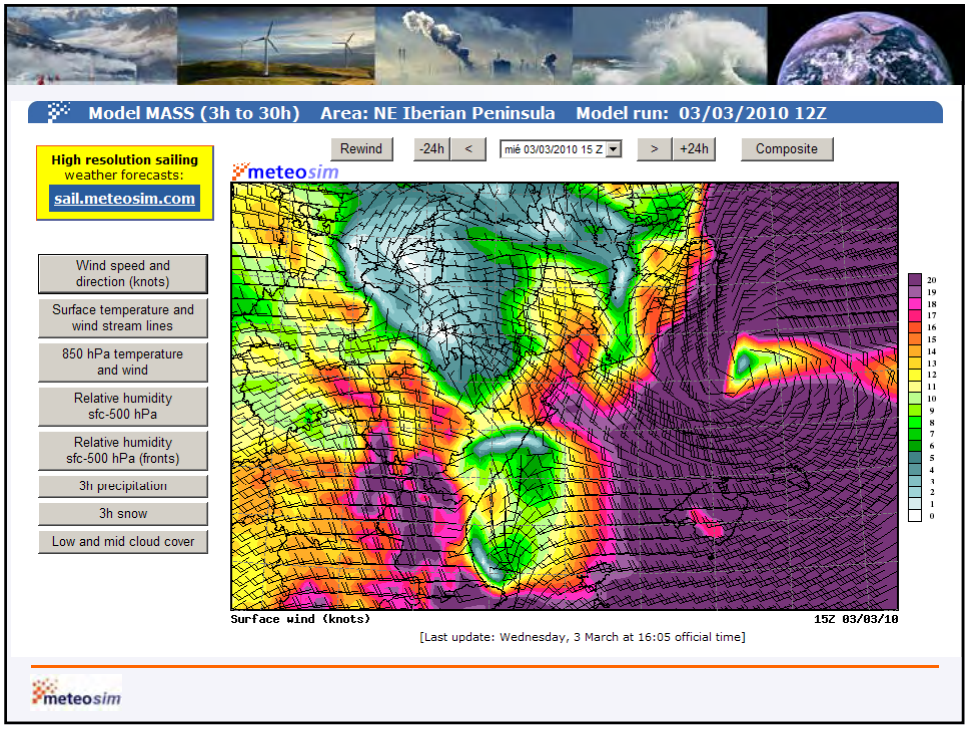 Model MASS (3h to 30h) Area: NE Iberian Peninsula Model run: 03/03/2010 12Z
High resolution sailing
weather forecasts:
sail.meteosim.com
Rewind -24h < mié 03/03/2010 15 Z > +24h Composite
meteosim
Wind speed and
direction (knots)
Surface temperature and
wind stream lines
850 hPa temperature
and wind
Relative humidity
sfc-500 hPa
Relative humidity
sfc-500 hPa (fronts)
3h precipitation
3h snow
Low and mid cloud cover
20
19
18
17
16
15
14
13
12
11
10
9
8
7
6
5
4
3
2
1
0
Surface wind (knots) 15Z 03/03/10
[Last update: Wednesday, 3 March at 16:05 official time]
meteosim